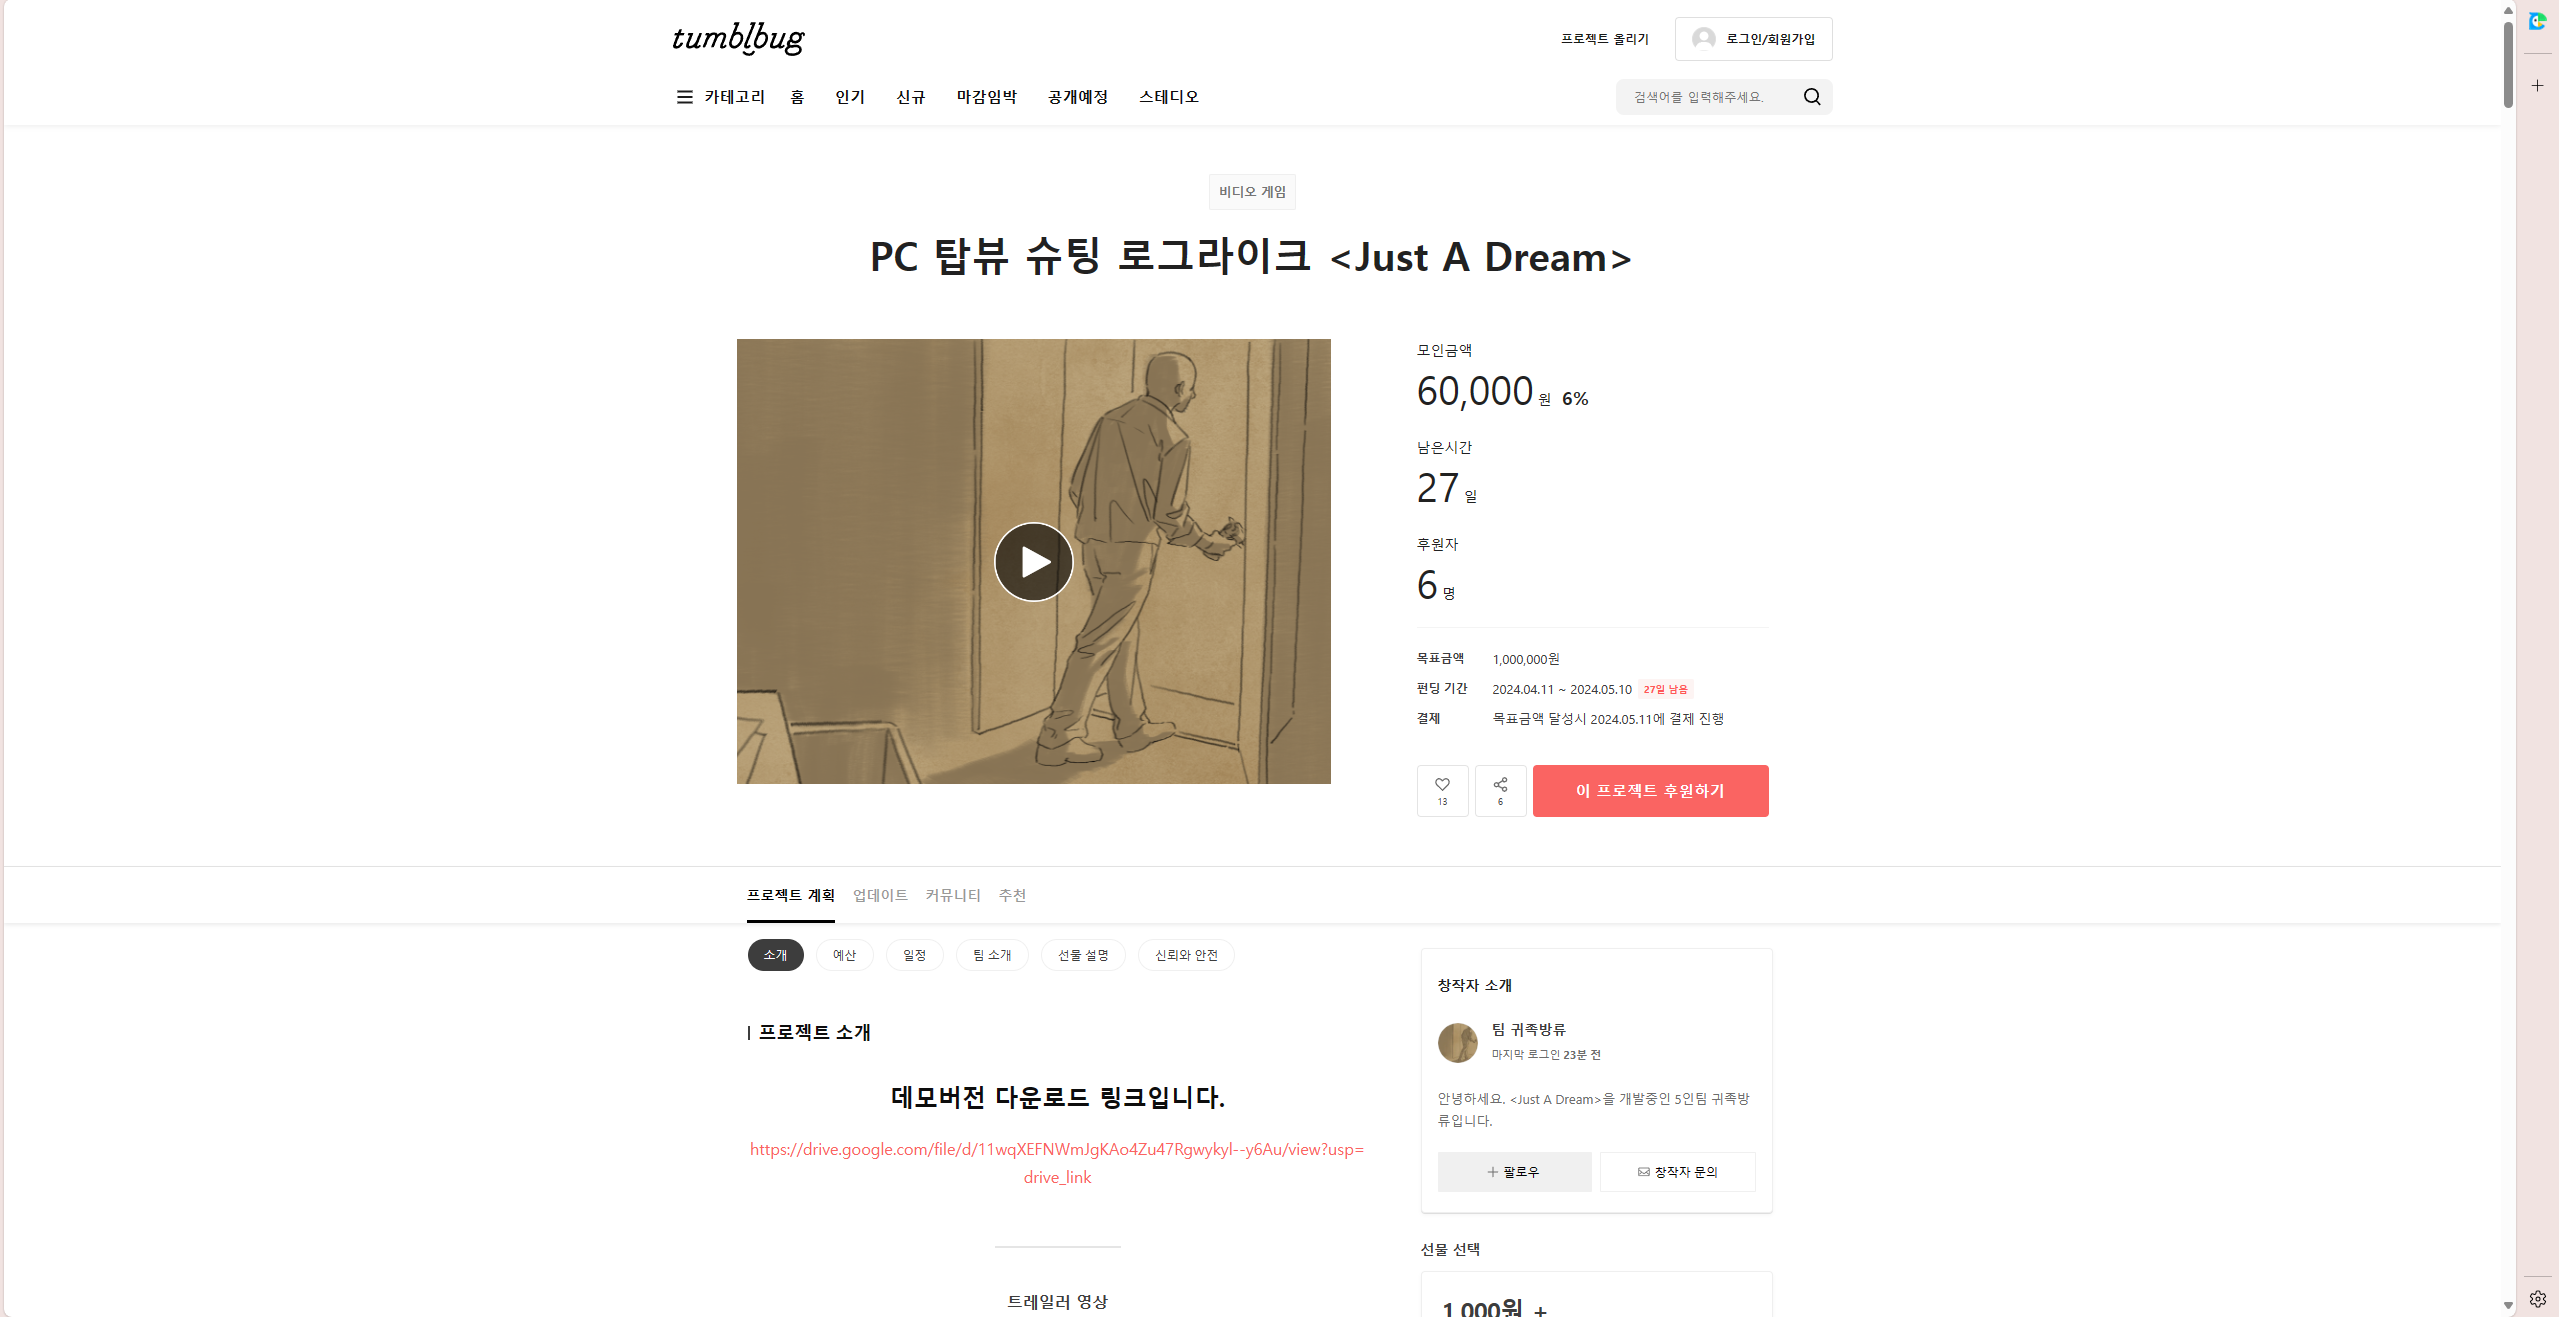 tumblbug
프로젝트 올리기
로그인/회원가입
카테고리 홈 인기 신규 마감임박 공개예정 스테디오
검색어를 입력해주세요.
비디오 게임
PC 탑뷰 슈팅 로그라이크 <Just A Dream>
모인금액
60,000 원 6%
남은시간
27 일
후원자
6 명
목표금액 1,000,000원
펀딩 기간 2024.04.11 ~ 2024.05.10 27일 남음
결제 목표금액 달성시 2024.05.11에 결제 진행
13
6
이 프로젝트 후원하기
프로젝트 계획 업데이트 커뮤니티 추천
소개 예산 일정 팀 소개 선물 설명 신뢰와 안전
프로젝트 소개
데모버전 다운로드 링크입니다.
https://drive.google.com/file/d/11wqXEFNWmJgKAo4Zu47Rgwykyl--y6Au/view?usp=
drive_link
트레일러 영상
창작자 소개
팀 귀족방류
마지막 로그인 23분 전
안녕하세요. <Just A Dream>을 개발중인 5인팀 귀족방
류입니다.
+ 팔로우
창작자 문의
선물 선택
1,000원 +